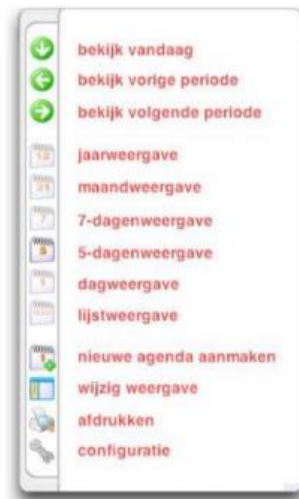 bekijk vandaag
bekijk vorige periode
bekijk volgende periode
jaarweergave
maandweergave
7-dagenweergave
5-dagenweergave
dagweergave
lijstweergave
nieuwe agenda aanmaken
wijzig weergave
afdrukken
configuratie